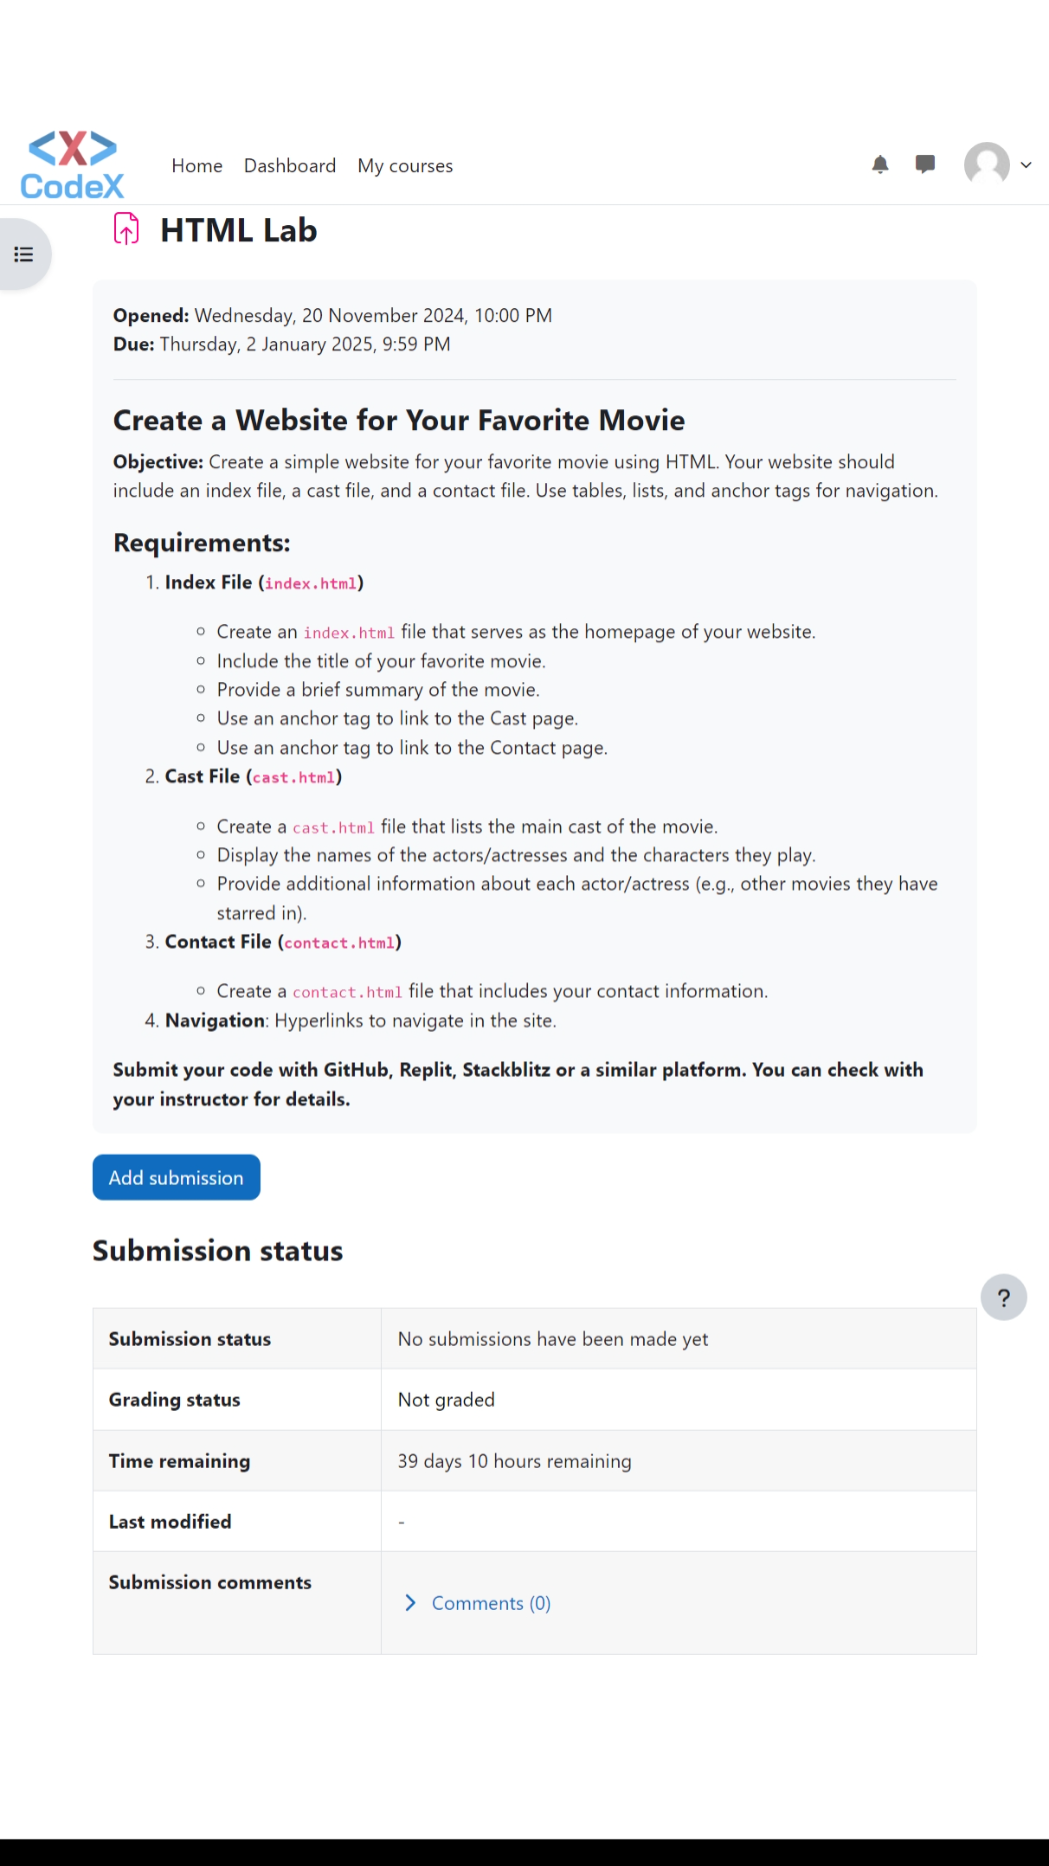 <X>
CodeX
Home Dashboard My courses
HTML Lab
Opened: Wednesday, 20 November 2024, 10:00 PM
Due: Thursday, 2 January 2025, 9:59 PM
Create a Website for Your Favorite Movie
Objective: Create a simple website for your favorite movie using HTML. Your website should
include an index file, a cast file, and a contact file. Use tables, lists, and anchor tags for navigation.
Requirements:
1. Index File (index.html)
Create an index.html file that serves as the homepage of your website.
Include the title of your favorite movie.
Provide a brief summary of the movie.
Use an anchor tag to link to the Cast page.
Use an anchor tag to link to the Contact page.
2. Cast File (cast.html)
Create a cast.html file that lists the main cast of the movie.
Display the names of the actors/actresses and the characters they play.
Provide additional information about each actor/actress (e.g., other movies they have
starred in).
3. Contact File (contact.html)
Create a contact.html file that includes your contact information.
4. Navigation: Hyperlinks to navigate in the site.
Submit your code with GitHub, Replit, Stackblitz or a similar platform. You can check with
your instructor for details.
Add submission
Submission status
?
Submission status No submissions have been made yet
Grading status Not graded
Time remaining 39 days 10 hours remaining
Last modified -
Submission comments
Comments (0)